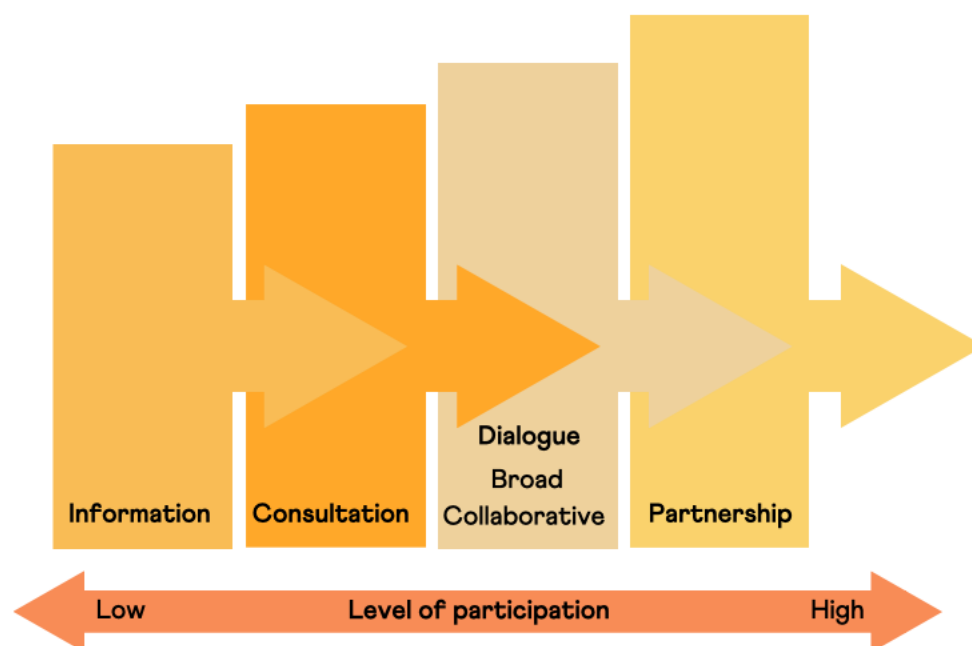 Information
Consultation
Dialogue
Broad
Collaborative
Partnership
Low
Level of participation
High